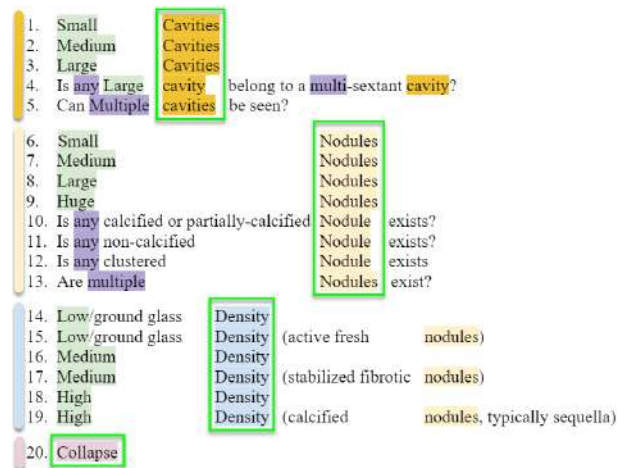 1. Small Cavities
2. Medium Cavities
3. Large Cavities
4. Is any Large cavity belong to a multi-sextant cavity?
5. Can Multiple cavities be seen?
6. Small Nodules
7. Medium Nodules
8. Large Nodules
9. Huge Nodules
10. Is any calcified or partially-calcified Nodule exists?
11. Is any non-calcified Nodule exists?
12. Is any clustered Nodule exists
13. Are multiple Nodules exist?
14. Low/ground glass Density
15. Low/ground glass Density (active fresh nodules)
16. Medium Density
17. Medium Density (stabilized fibrotic nodules)
18. High Density
19. High Density (calcified nodules, typically sequella)
20. Collapse